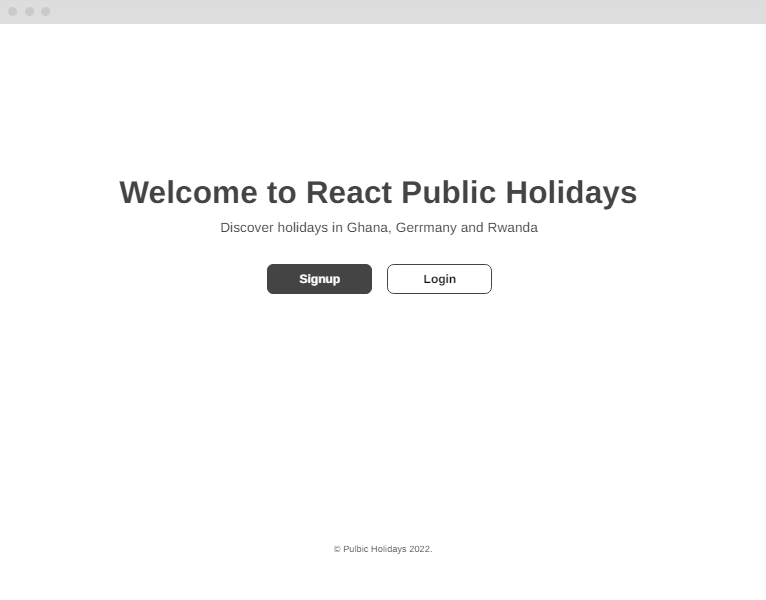 Welcome to React Public Holidays
Discover holidays in Ghana, Gerrmany and Rwanda
Signup
Login
© Pulbic Holidays 2022.